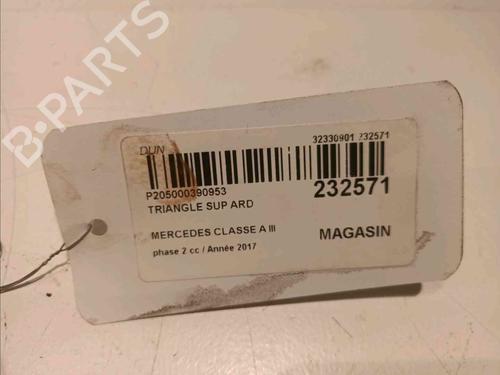 B-PARTS
DUN
32330901 232571
P205000390953
232571
TRIANGLE SUP ARD
MERCEDES CLASSE A III
MAGASIN
phase 2 cc / Année 2017